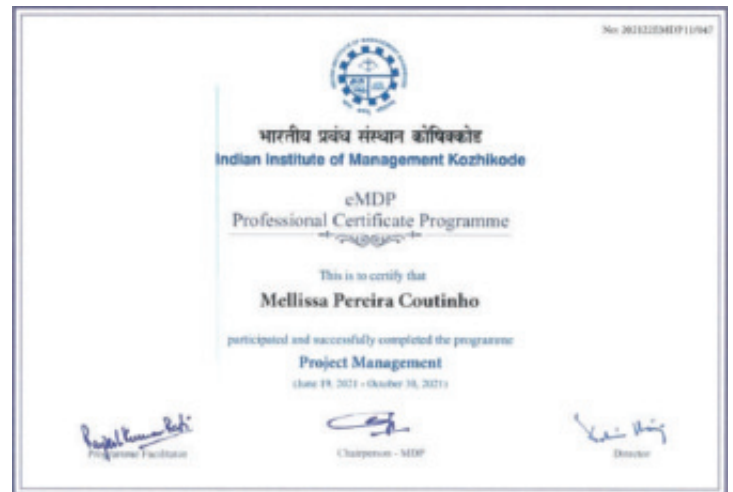 भारतीय प्रबंध संस्थान कोषिक्कोड
Indian Institute of Management Kozhikode
eMDP
Professional Certificate Programme
This is to certify that
Mellissa Pereira Coutinho
participated and successfully completed the programme
Project Management
(June 19, 2021 - October 30, 2021)
Programme Facilitator
Chairperson - MDP
Director